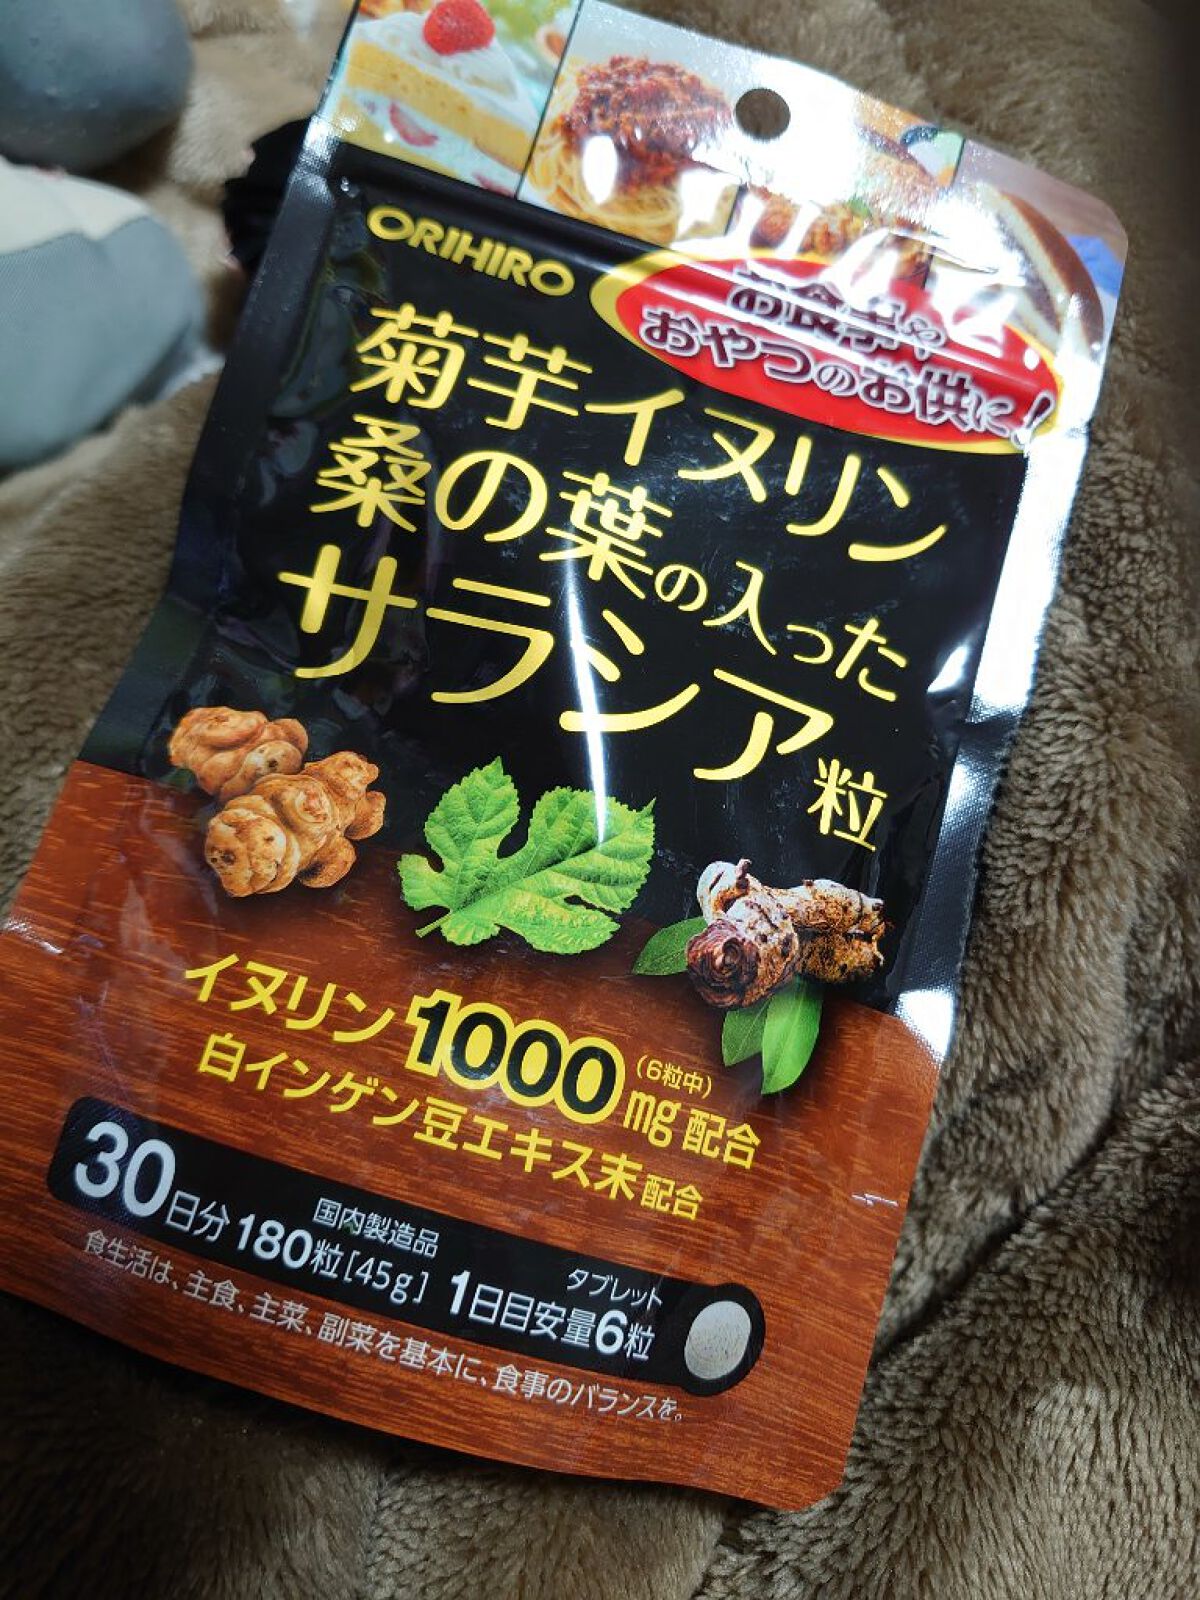 ORIHIRO
お食事や
おやつのお供に!
菊芋イヌリン
桑の葉の入った
サラシア粒
イヌリン1000mg配合
(6粒中)
白インゲン豆エキス末配合
国内製造品
タブレット
30日分 180粒[45g] 1日目安量6粒
食生活は、主食、主菜、副菜を基本に、食事のバランスを。